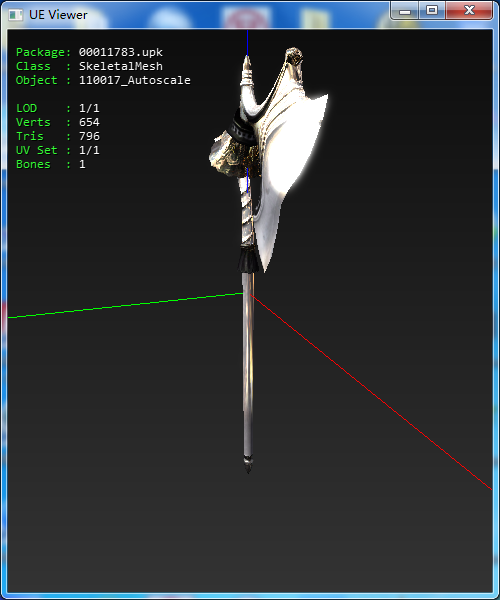 UE Viewer
Package: 00011783.upk
Class : SkeletalMesh
Object : 110017_Autoscale
LOD : 1/1
Verts : 654
Tris : 796
UV Set : 1/1
Bones : 1